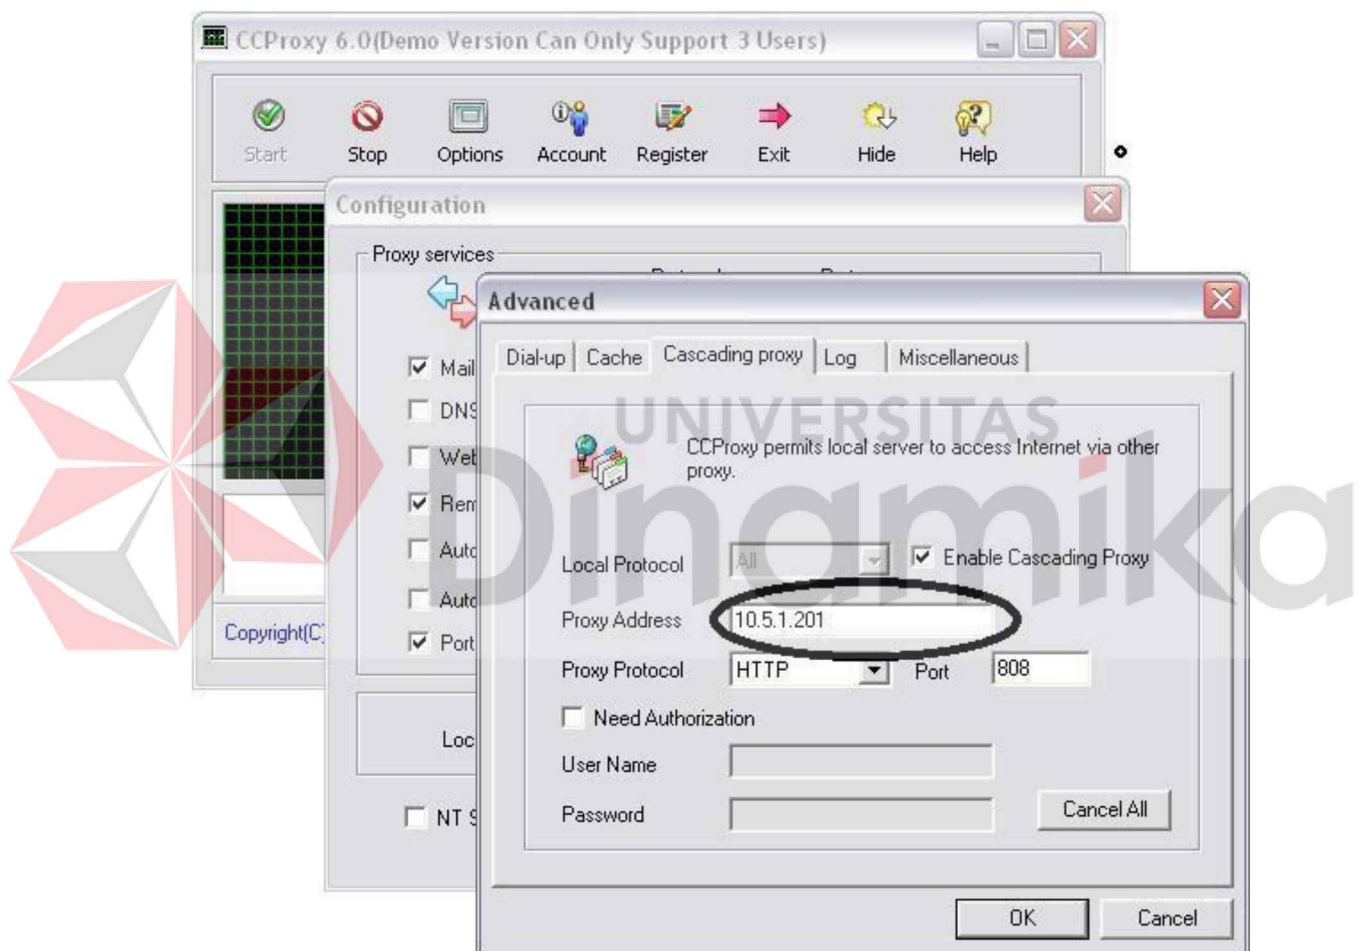 CCProxy 6.0(Demo Version Can Only Support 3 Users)
Start Stop Options Account Register Exit Hide Help
Configuration
Proxy services
Advanced
Dial-up Cache Cascading proxy Log Miscellaneous
Mail
DNS
Web
Rem
Auto
Auto
Port
UNIVERSITAS
Dinamika
CCProxy permits local server to access Internet via other
proxy.
Local Protocol All Enable Cascading Proxy
Proxy Address 10.5.1.201
Proxy Protocol HTTP Port 808
Need Authorization
User Name
Password Cancel All
Copyright(C)
Loc
NT S
OK Cancel